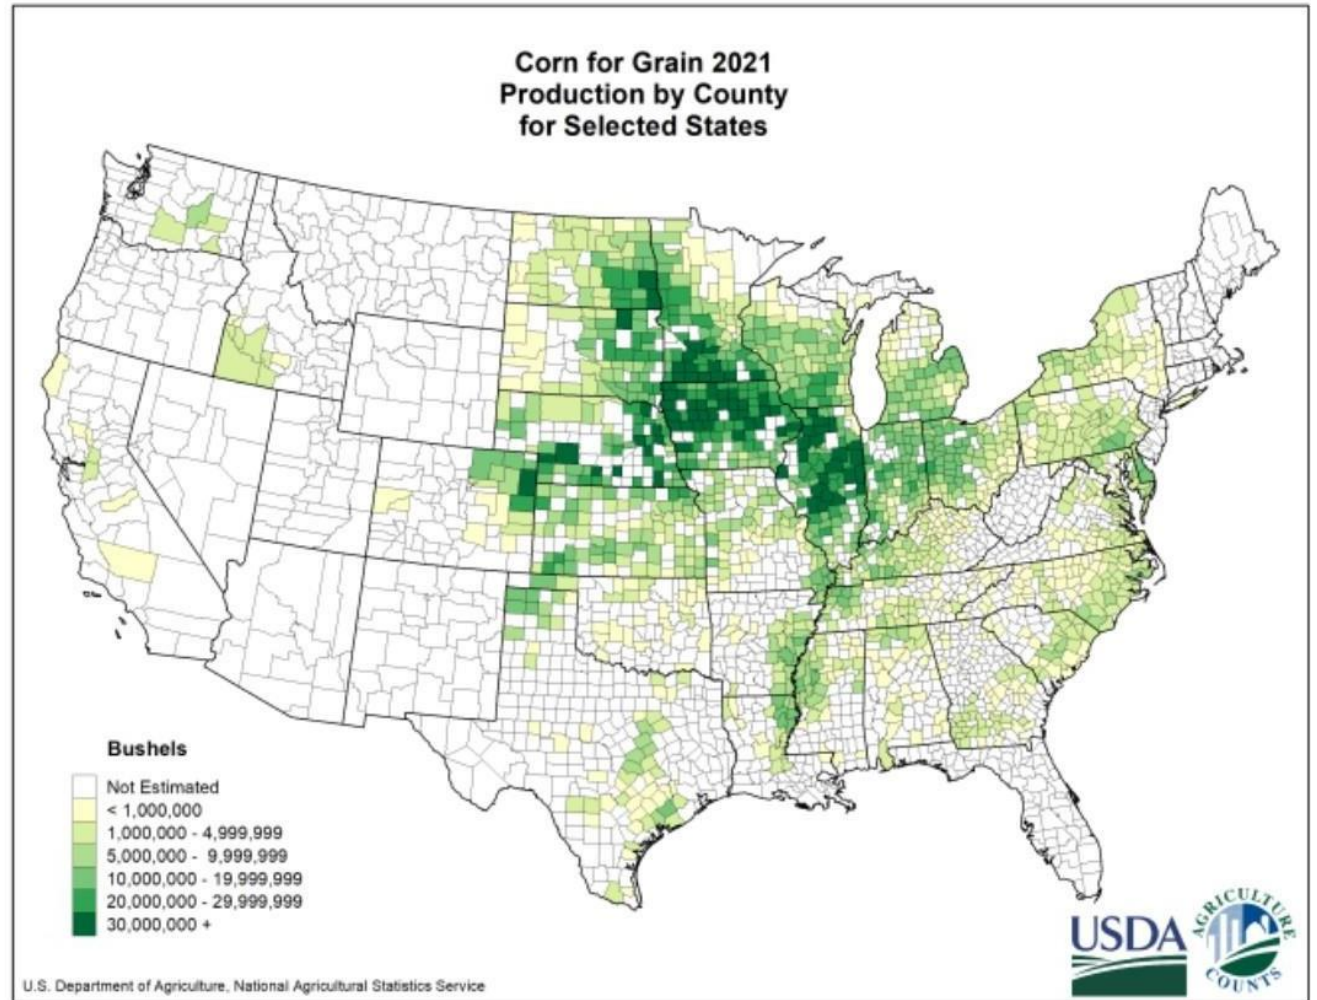 Corn for Grain 2021
Production by County
for Selected States
Bushels
Not Estimated
< 1,000,000
1,000,000 - 4,999,999
5,000,000 - 9,999,999
10,000,000 - 19,999,999
20,000,000 - 29,999,999
30,000,000 +
U.S. Department of Agriculture, National Agricultural Statistics Service
USDA
AGRICULTURE
COUNTS